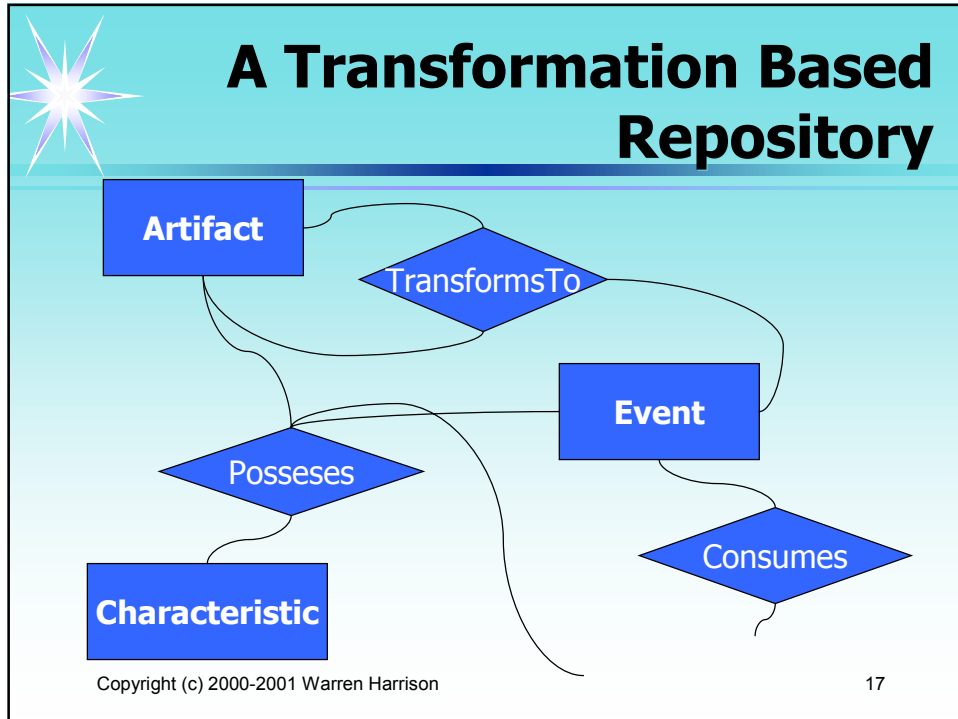 A Transformation Based
Repository
Artifact
TransformsTo
Event
Posseses
Consumes
Characteristic
Copyright (c) 2000-2001 Warren Harrison
17